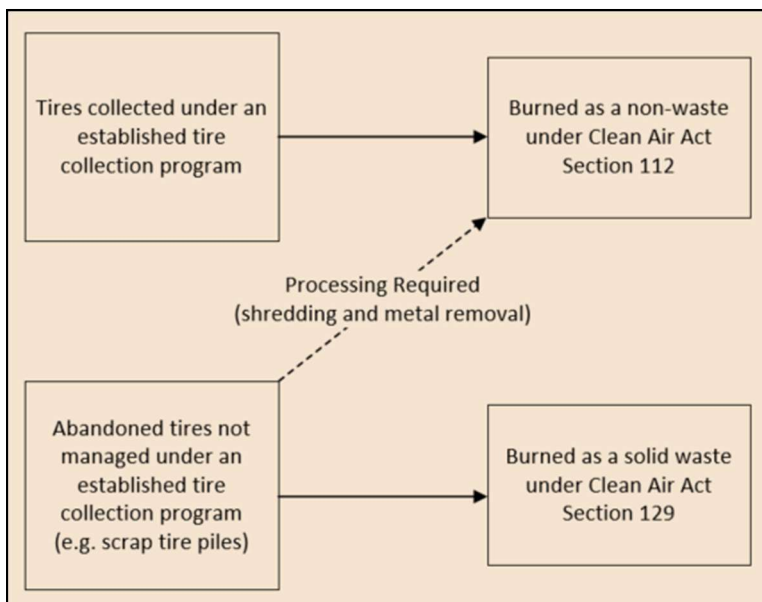 Tires collected under an
established tire
collection program
Burned as a non-waste
under Clean Air Act
Section 112
Processing Required
(shredding and metal removal)
Abandoned tires not
managed under an
established tire
collection program
(e.g. scrap tire piles)
Burned as a solid waste
under Clean Air Act
Section 129